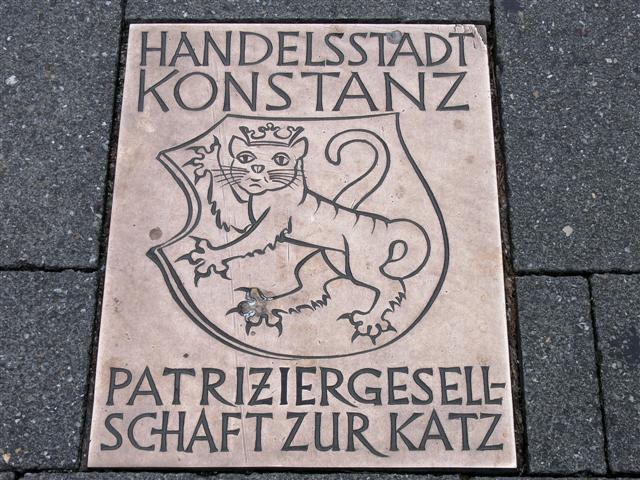 HANDELSSTADT
KONSTANZ
PATRIZIERGESELL-
SCHAFT ZUR KATZ